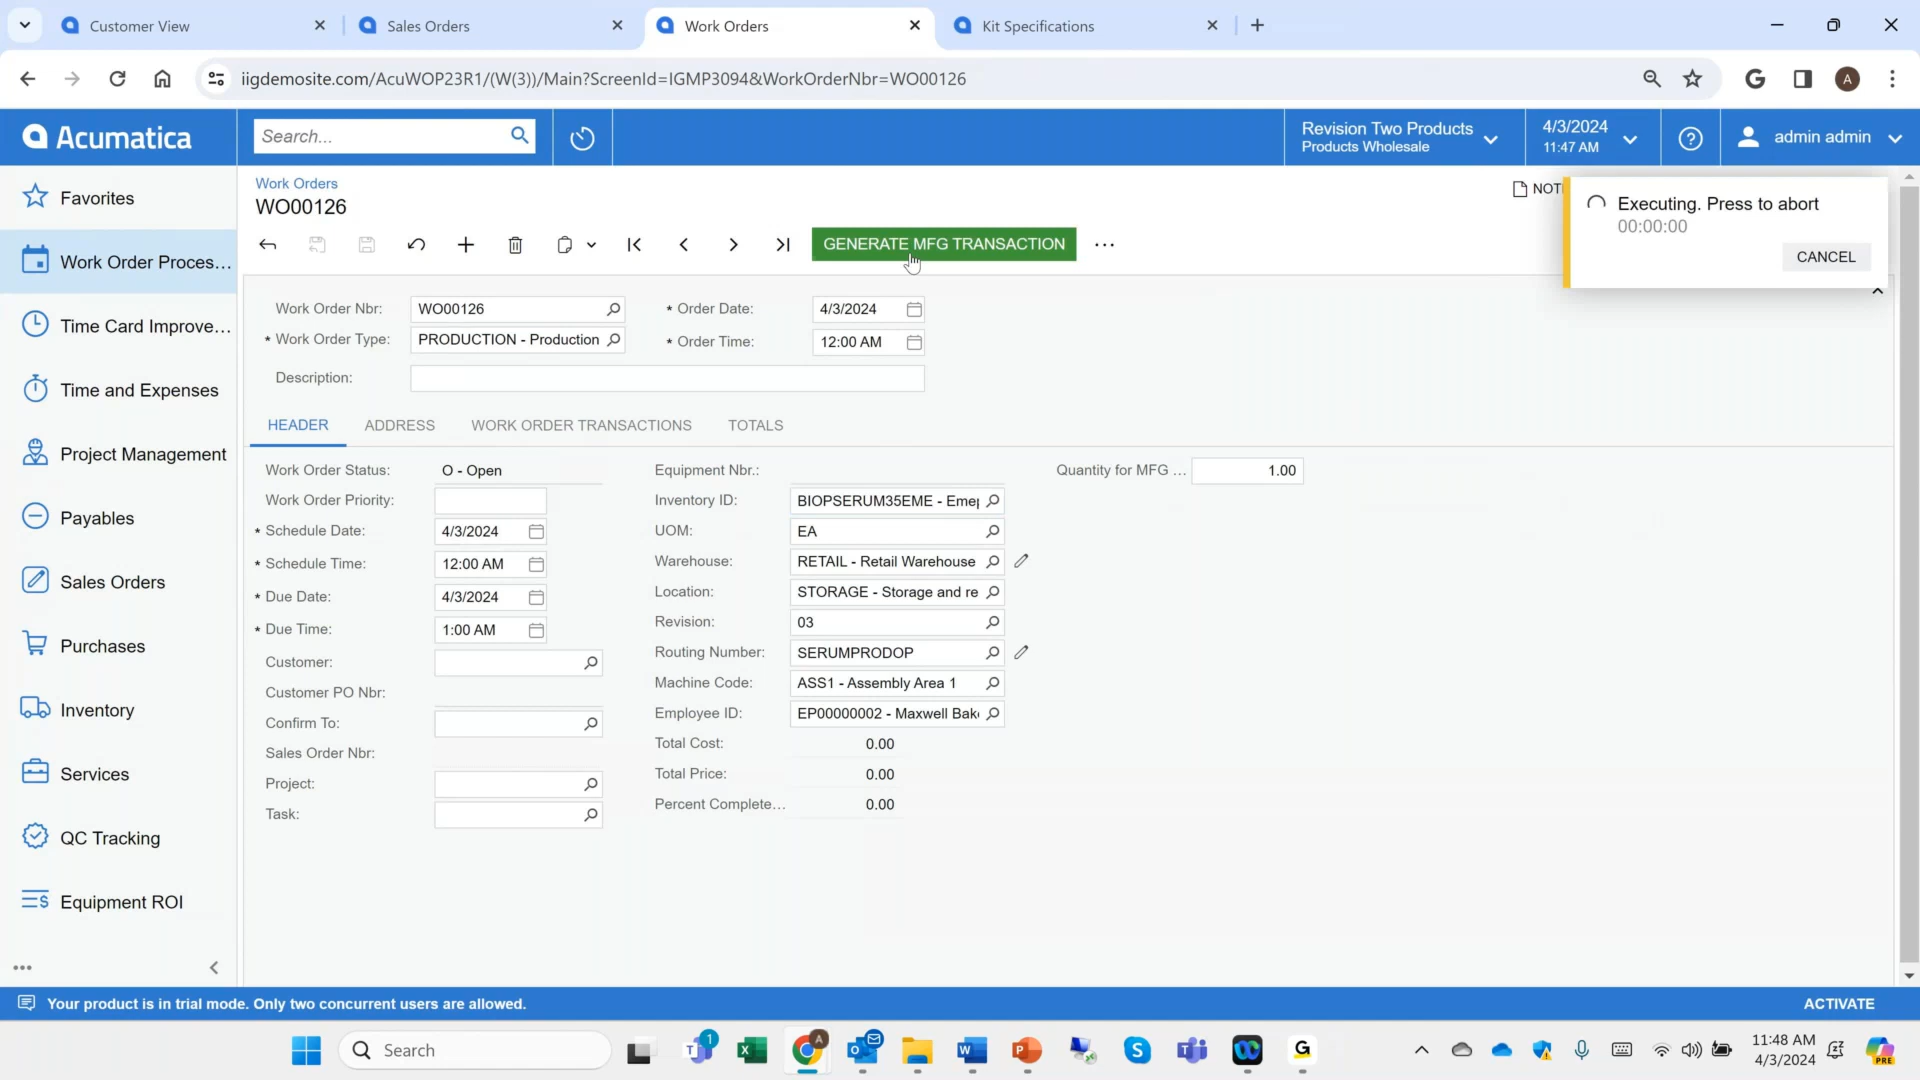 Customer View
Sales Orders
Work Orders
Kit Specifications
iigdemosite.com/AcuWOP23R1/(W(3))/Main?ScreenId=IGMP3094&WorkOrderNbr=WO00126
A
Acumatica
Search...
Revision Two Products
Products Wholesale
4/3/2024
11:47 AM
admin admin
Favorites
Work Order Proces...
Time Card Improve...
Time and Expenses
Project Management
Payables
Sales Orders
Purchases
Inventory
Services
QC Tracking
Equipment ROI
Work Orders
WO00126
Executing. Press to abort
00:00:00
CANCEL
GENERATE MFG TRANSACTION
Work Order Nbr: WO00126
* Order Date: 4/3/2024
* Work Order Type: PRODUCTION - Production
* Order Time: 12:00 AM
Description:
HEADER ADDRESS WORK ORDER TRANSACTIONS TOTALS
Work Order Status: O - Open
Work Order Priority:
* Schedule Date: 4/3/2024
* Schedule Time: 12:00 AM
* Due Date: 4/3/2024
* Due Time: 1:00 AM
Customer:
Customer PO Nbr:
Confirm To:
Sales Order Nbr:
Project:
Task:
Equipment Nbr.:
Inventory ID: BIOPSERUM35EME -
UOM: EA
Warehouse: RETAIL - Retail Warehouse
Location: STORAGE - Storage and re
Revision: 03
Routing Number: SERUMPRODOP
Machine Code: ASS1 - Assembly Area 1
Employee ID: EP00000002 - Maxwell
Total Cost: 0.00
Total Price: 0.00
Percent Complete... 0.00
Quantity for MFG ... 1.00
Your product is in trial mode. Only two concurrent users are allowed.
ACTIVATE
Search
1
11:48 AM
4/3/2024
PRE